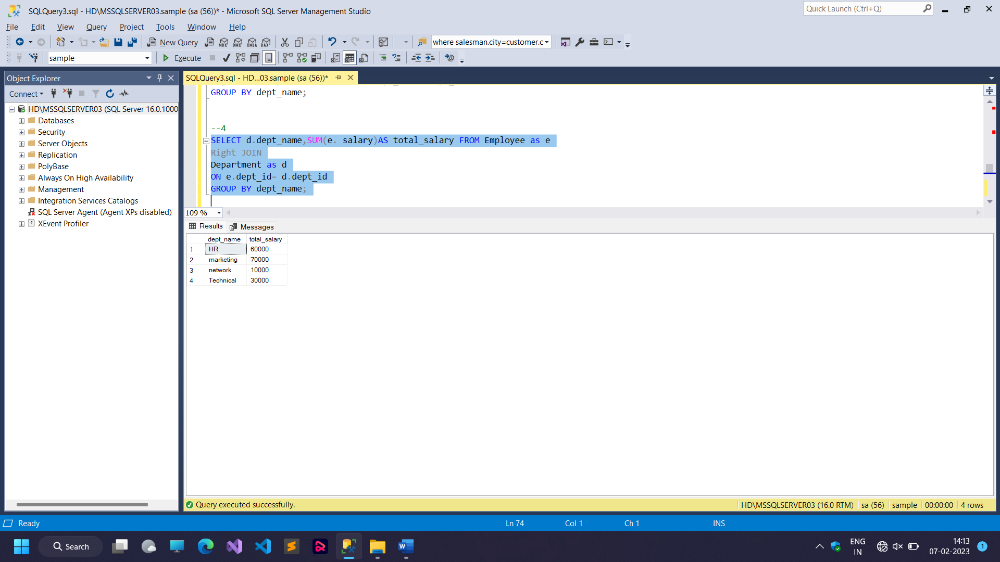 SQLQuery3.sql - HD\MSSQLSERVER03.sample (sa (56))* - Microsoft SQL Server Management Studio
Quick Launch (Ctrl+Q)
File Edit View Query Project Tools Window Help
New Query MDX DMX XMLA DAX where salesman.city=customer.c
sample Execute
Object Explorer
Connect
HD\MSSQLSERVER03 (SQL Server 16.0.1000
Databases
Security
Server Objects
Replication
PolyBase
Always On High Availability
Management
Integration Services Catalogs
SQL Server Agent (Agent XPs disabled)
XEvent Profiler
SQLQuery3.sql - HD...03.sample (sa (56))*
GROUP BY dept_name;
--4
SELECT d.dept_name,SUM(e. salary)AS total_salary FROM Employee as e
Right JOIN
Department as d
ON e.dept_id= d.dept_id
GROUP BY dept_name;
109 %
Results Messages
dept_name total_salary
1 HR 60000
2 marketing 70000
3 network 10000
4 Technical 30000
Query executed successfully.
HD\MSSQLSERVER03 (16.0 RTM) sa (56) sample 00:00:00 4 rows
Ready Ln 74 Col 1 Ch 1 INS
Search
ENG
IN
14:13
07-02-2023
1